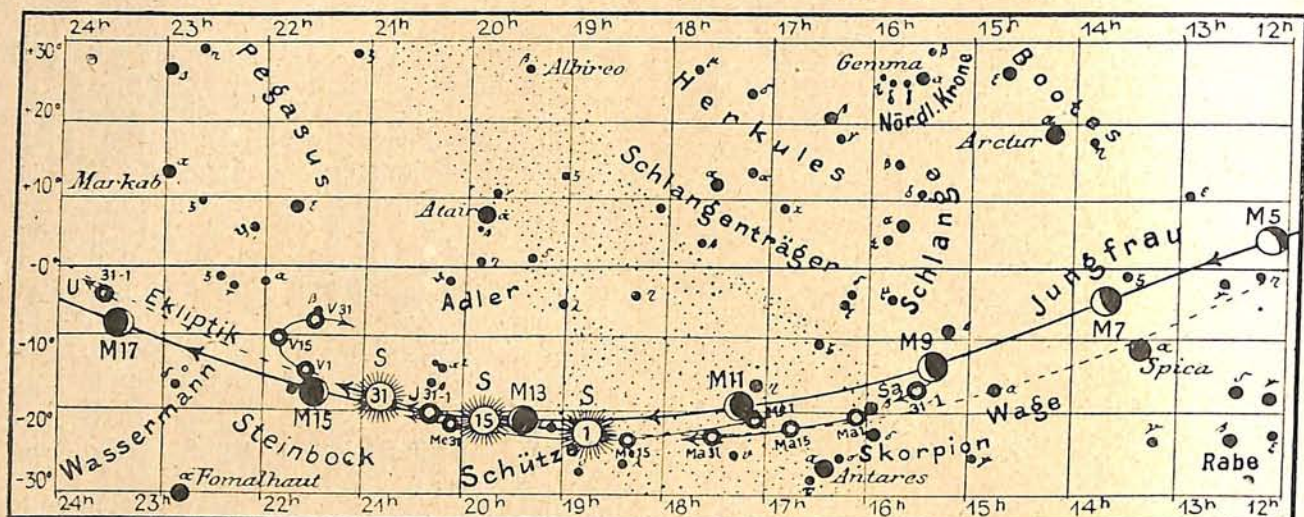 24h 23h 22h 21h 20h 19h 18h 17h 16h 15h 14h 13h 12h
+30° +20° +10° -0° -10° -20° -30°
Pegasus
Albireo
Herkules
Gemma
Nördl. Krone
Bootes
Arctur
Markab
Atair
Schlangenträger
Schlange
Adler
Jungfrau
M5
U 31-1
Ekliptik
V31
V15
V1
M17
M15
S 31
J 31-1
Me31
S 15
M13
S 1
M11
M9
M7
Spica
Sa 31-1
Wage
Ma1
Ma15
Ma31
Wassermann
Steinbock
Schütze
Skorpion
Rabe
Fomalhaut
Antares
24h 23h 22h 21h 20h 19h 18h 17h 16h 15h 14h 13h 12h